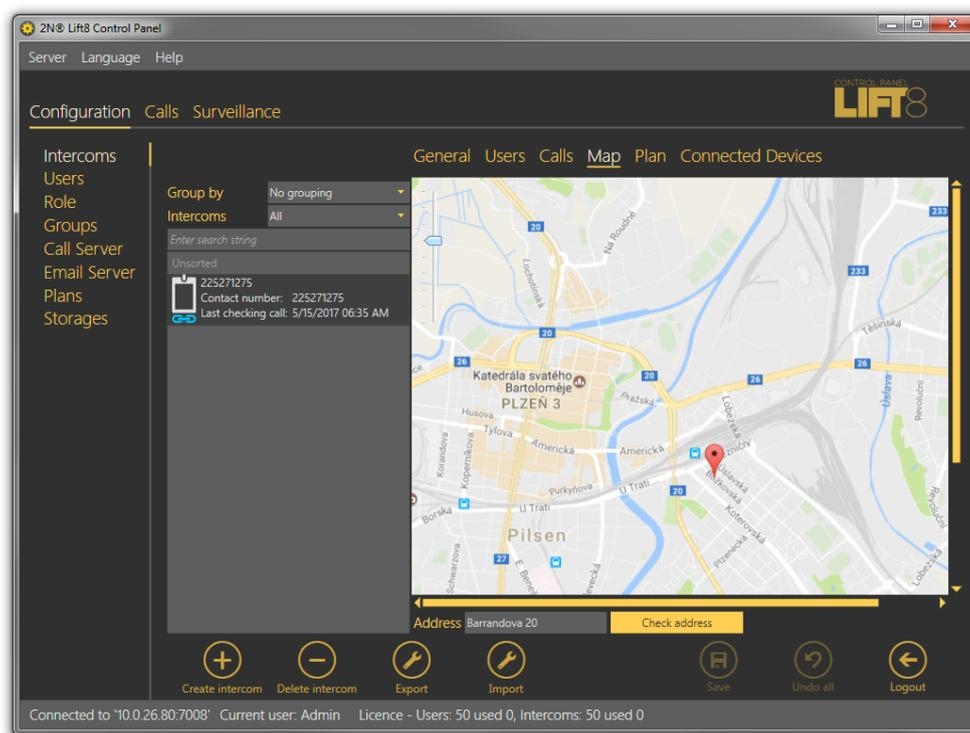 2N® Lift8 Control Panel
Server Language Help
CONTROL PANEL
LIFT8
Configuration Calls Surveillance
Intercoms
Users
Role
Groups
Call Server
Email Server
Plans
Storages
General Users Calls Map Plan Connected Devices
Group by No grouping
Intercoms All
Enter search string
Unsorted
225271275
Contact number: 225271275
Last checking call: 5/15/2017 06:35 AM
233
20
Na Roudné
Lochotínská
233
Těšínská
20
26
Katedrála svatého
Bartoloměje
PLZEŇ 3
20
26
26
Pražská
Úslava
Revoluční
Husova
Tylova
Americká
Americká
Lobezská
Korandova
Koperníkova
Úslavská
Božkovská
Purkyňova
U Trati
20
Borská
U Trati
Koterovská
Revoluční
Pilsen
Plzenecká
27
Schwarzova
E. Beneš
Lobezská
Address Barrandova 20 Check address
Create intercom Delete intercom Export Import Save Undo all Logout
Connected to '10.0.26.80:7008' Current user: Admin Licence - Users: 50 used 0, Intercoms: 50 used 0